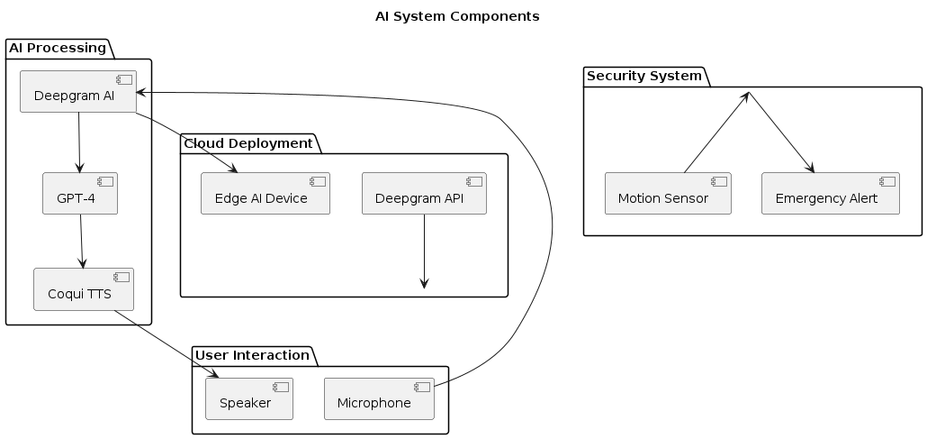 AI System Components
AI Processing
Deepgram AI
GPT-4
Coqui TTS
Cloud Deployment
Edge AI Device
Deepgram API
User Interaction
Speaker
Microphone
Security System
Motion Sensor
Emergency Alert